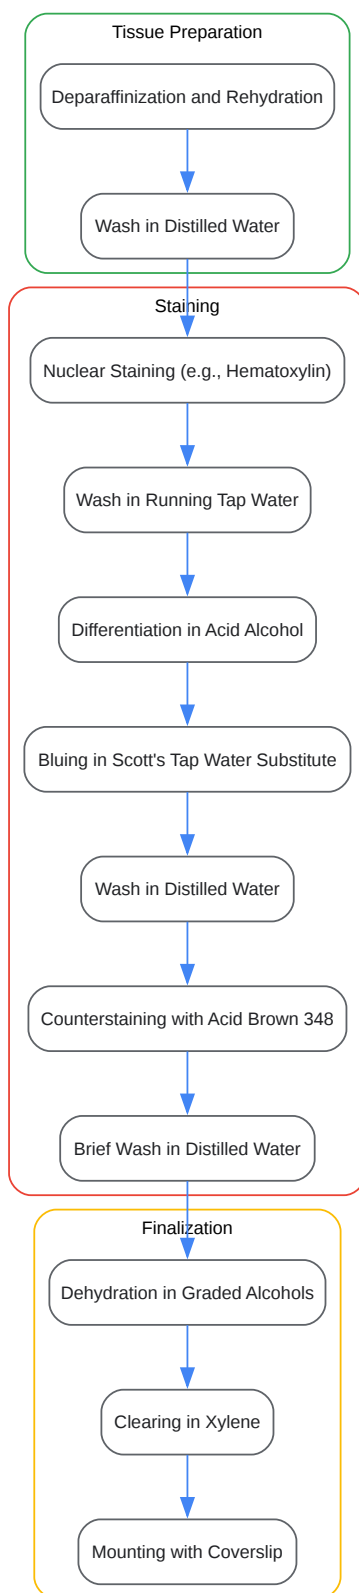 Tissue Preparation
Deparaffinization and Rehydration
Wash in Distilled Water
Staining
Nuclear Staining (e.g., Hematoxylin)
Wash in Running Tap Water
Differentiation in Acid Alcohol
Bluing in Scott's Tap Water Substitute
Wash in Distilled Water
Counterstaining with Acid Brown 348
Brief Wash in Distilled Water
Finalization
Dehydration in Graded Alcohols
Clearing in Xylene
Mounting with Coverslip